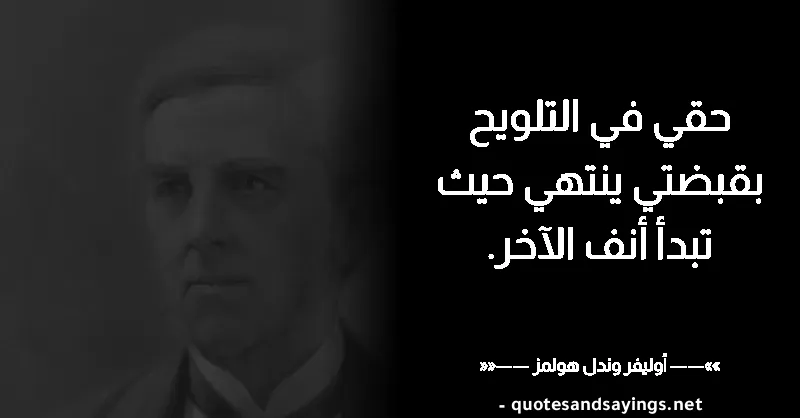 حقي في التلويح
بقبضتي ينتهي حيث
تبدأ أنف الآخر.
»»—— أوليفر وندل هولمز ——««
- quotesandsayings.net